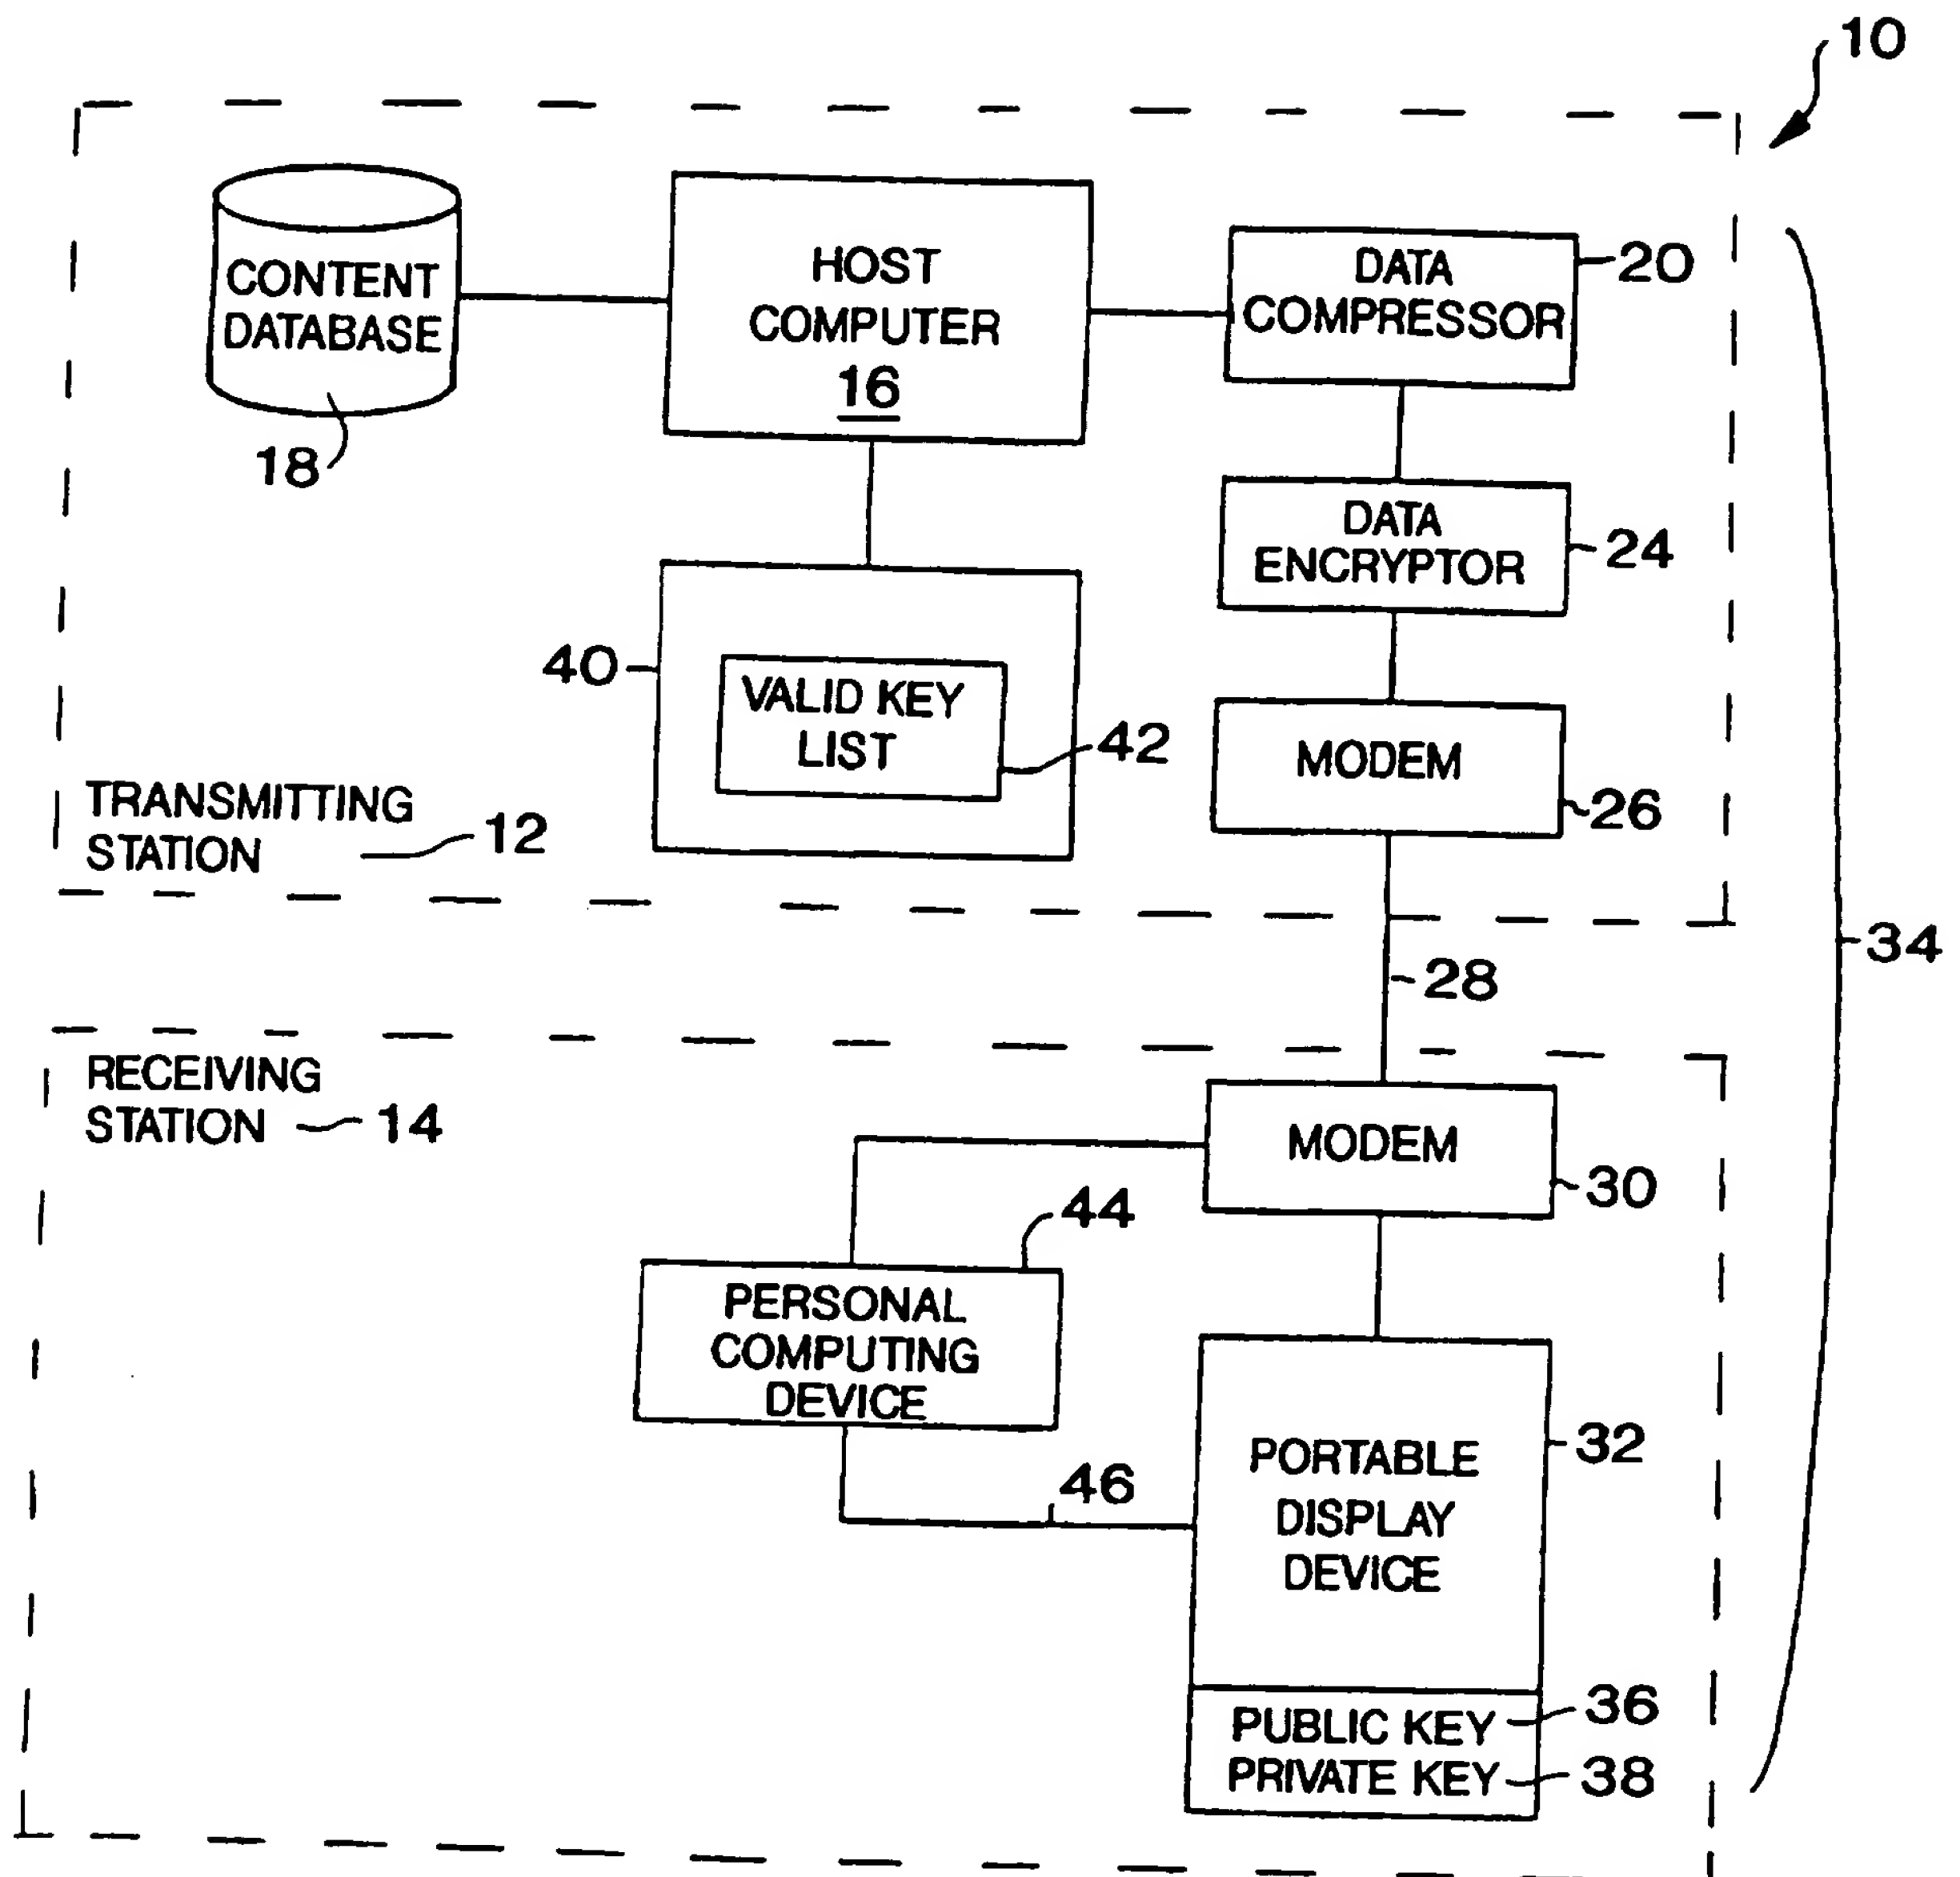 10
CONTENT
DATABASE
18
HOST
COMPUTER
16
DATA
COMPRESSOR
20
DATA
ENCRYPTOR
24
40
VALID KEY
LIST
42
MODEM
26
TRANSMITTING
STATION
12
34
28
RECEIVING
STATION
14
MODEM
30
44
PERSONAL
COMPUTING
DEVICE
46
PORTABLE
DISPLAY
DEVICE
32
PUBLIC KEY
36
PRIVATE KEY
38